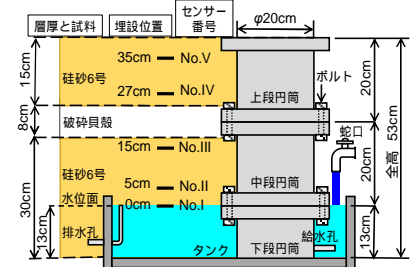 層厚と試料
埋設位置
センサー
番号
φ20cm
35cm
No.V
硅砂6号
15cm
27cm
No.IV
上段円筒
ボルト
20cm
53cm
全高
8cm
破砕貝殻
15cm
No.III
蛇口
硅砂6号
30cm
5cm
No.II
中段円筒
20cm
水位面
0cm
No.I
13cm
排水孔
タンク
下段円筒
給水孔
13cm